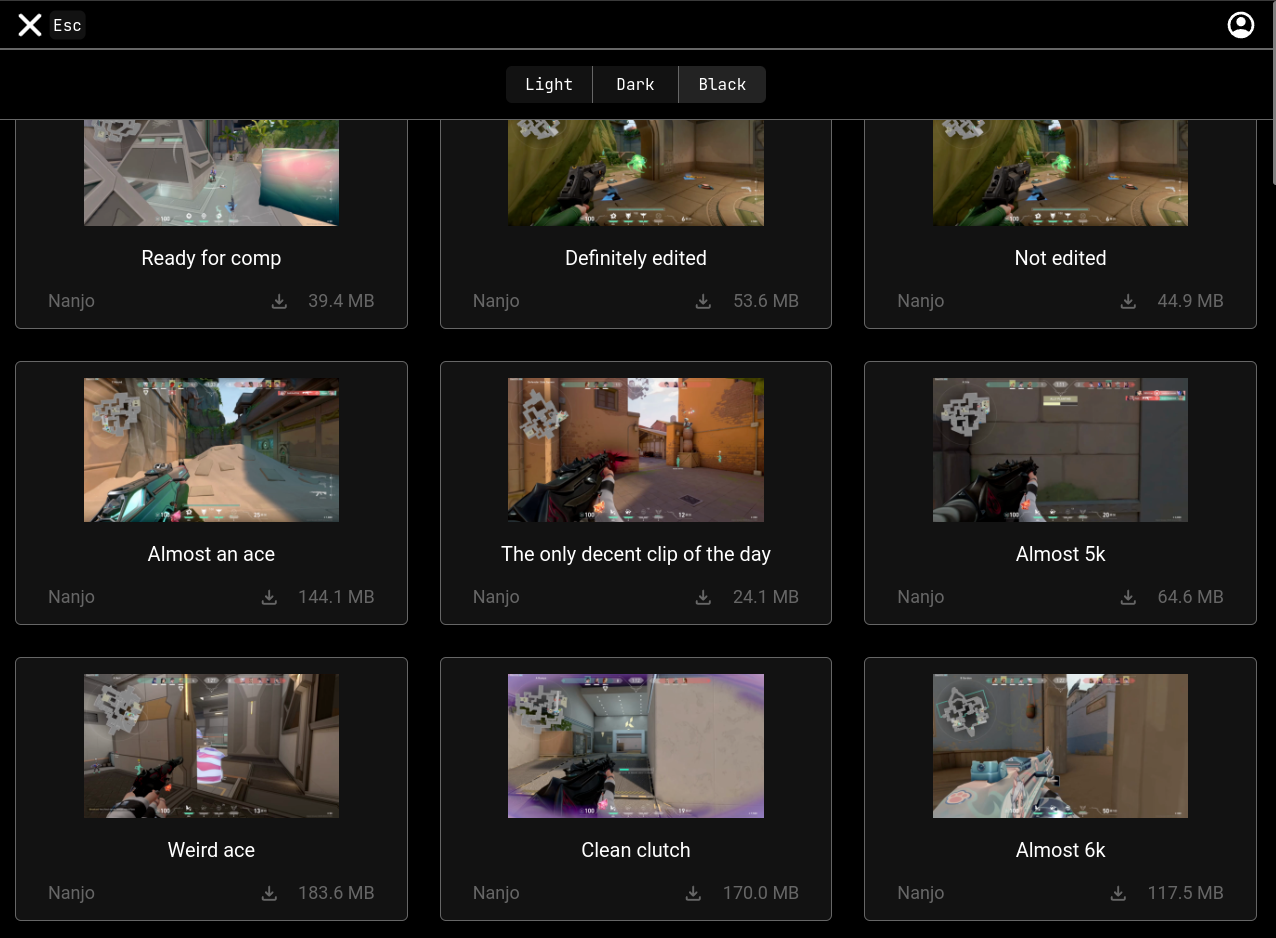 Esc
Light Dark Black
Ready for comp
Nanjo 39.4 MB
Definitely edited
Nanjo 53.6 MB
Not edited
Nanjo 44.9 MB
Almost an ace
Nanjo 144.1 MB
The only decent clip of the day
Nanjo 24.1 MB
Almost 5k
Nanjo 64.6 MB
Weird ace
Nanjo 183.6 MB
Clean clutch
Nanjo 170.0 MB
Almost 6k
Nanjo 117.5 MB